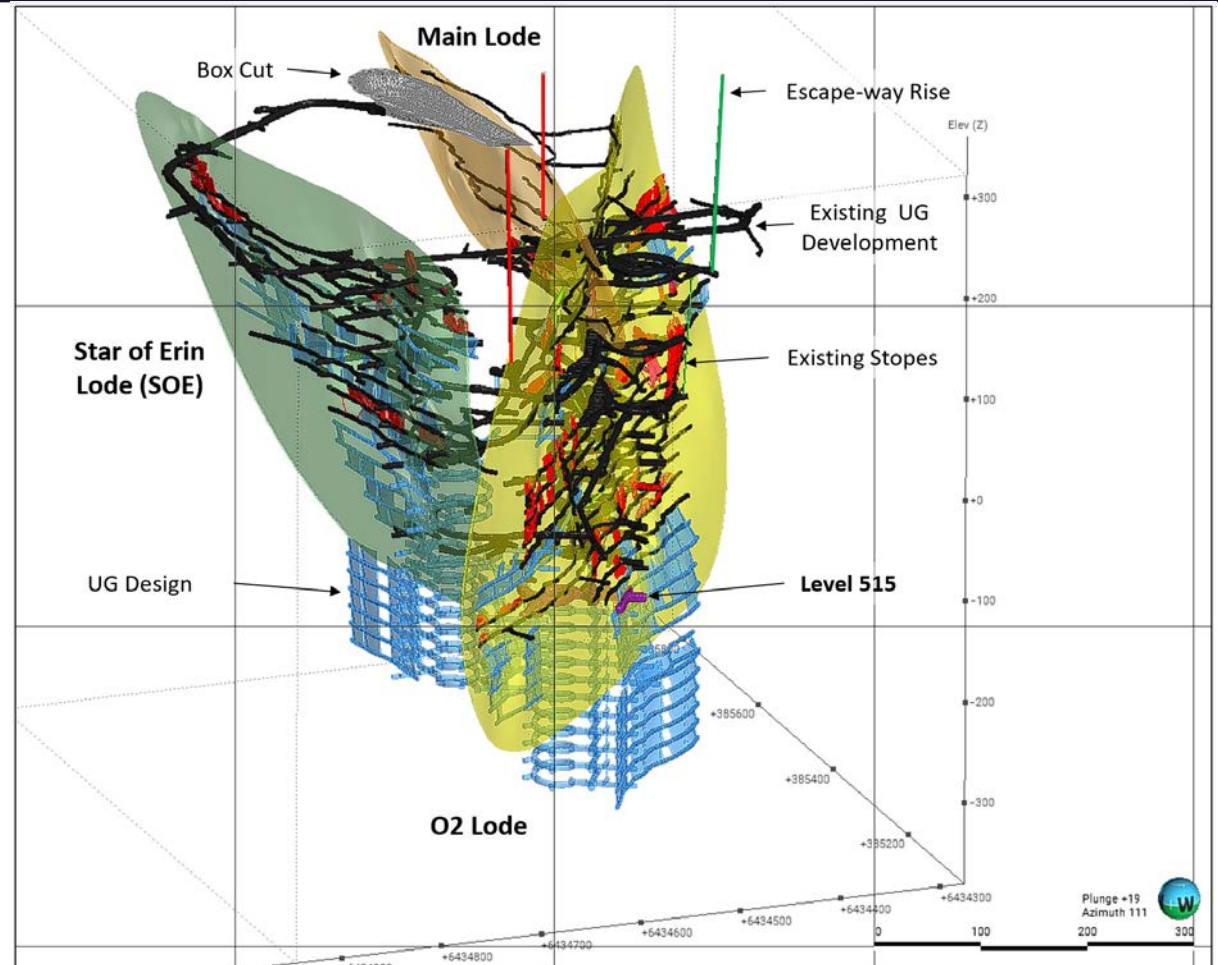 Main Lode
Box Cut
Escape-way Rise
Elev (Z)
+300
Existing UG
Development
+200
Star of Erin
Lode (SOE)
Existing Stopes
+100
+0
UG Design
Level 515
-100
-200
+385600
+385400
-300
O2 Lode
+385200
+6434300
+6434400
+6434500
+6434600
+6434700
+6434800
Plunge +19
Azimuth 111
W
0 100 200 300